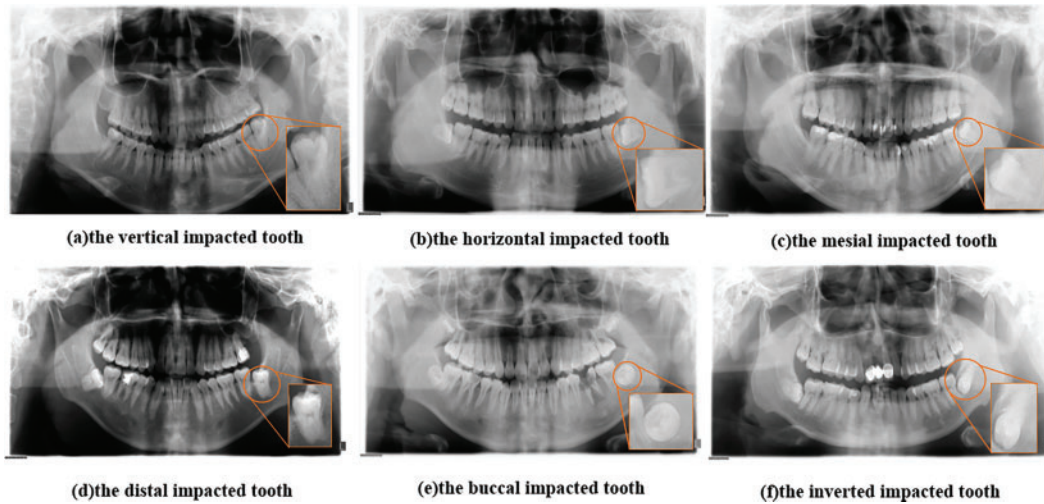 (a)the vertical impacted tooth
(b)the horizontal impacted tooth
(c)the mesial impacted tooth
(d)the distal impacted tooth
(e)the buccal impacted tooth
(f)the inverted impacted tooth